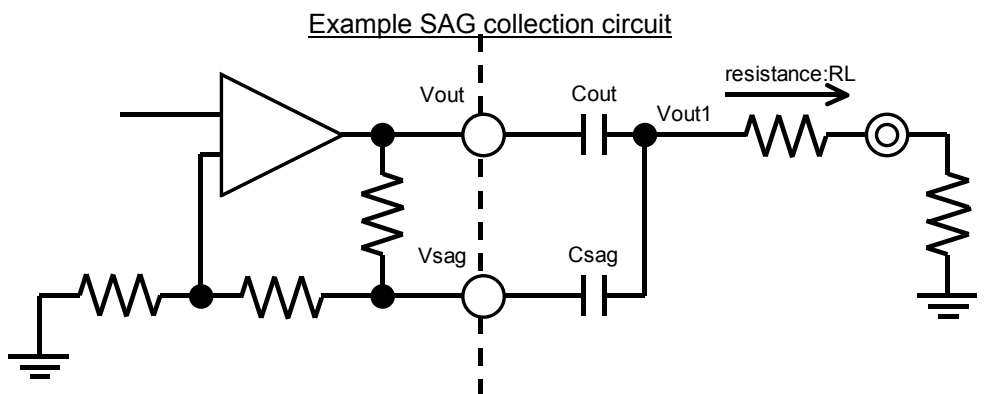 Example SAG collection circuit
resistance:RL
Vout
Cout
Vout1
Vsag
Csag